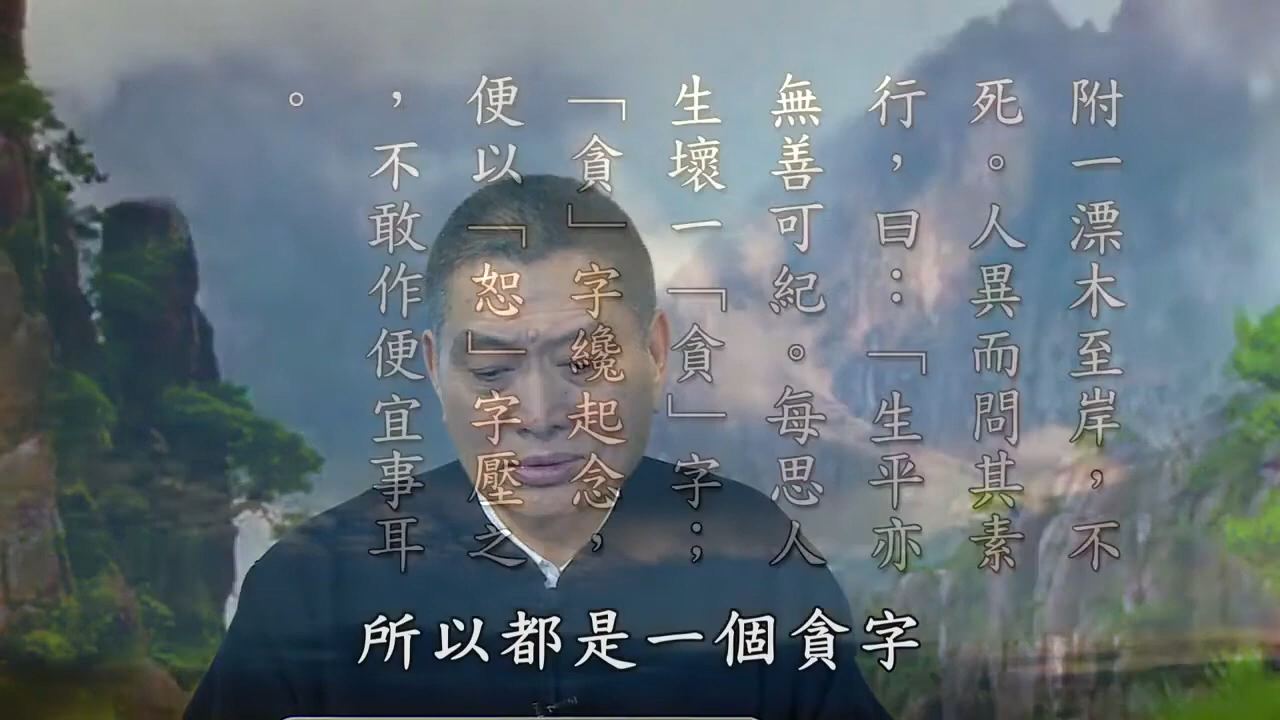 附一漂木至岸，不
死。人異而問其素
行，曰：「生平亦
無善可紀。每思人
生壞一「貪」字；
「貪」字纔起念，
便以「恕」字壓之
，不敢作便宜事耳
。
所以都是一個貪字